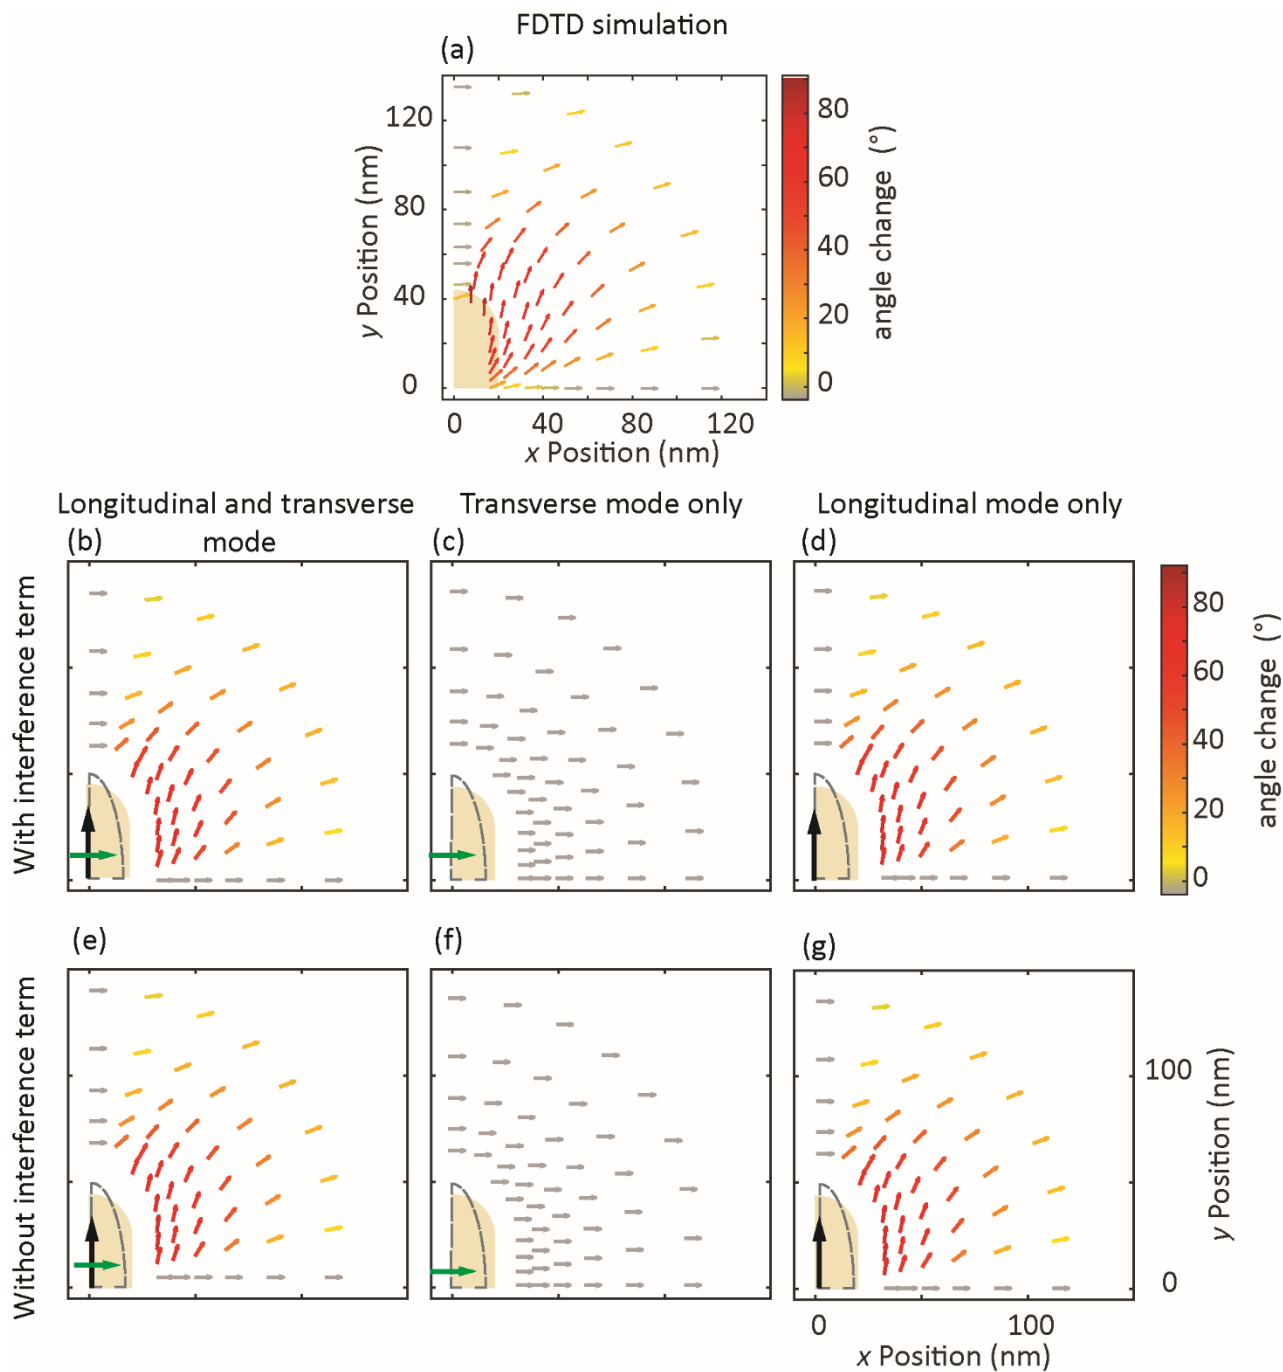 FDTD simulation
(a)
120
80
40
0
y Position (nm)
0 40 80 120
x Position (nm)
80
60
40
20
0
angle change (°)
Longitudinal and transverse
mode
Transverse mode only
Longitudinal mode only
(b)
(c)
(d)
With interference term
80
60
40
20
0
angle change (°)
(e)
(f)
(g)
Without interference term
100
0
y Position (nm)
0 100
x Position (nm)